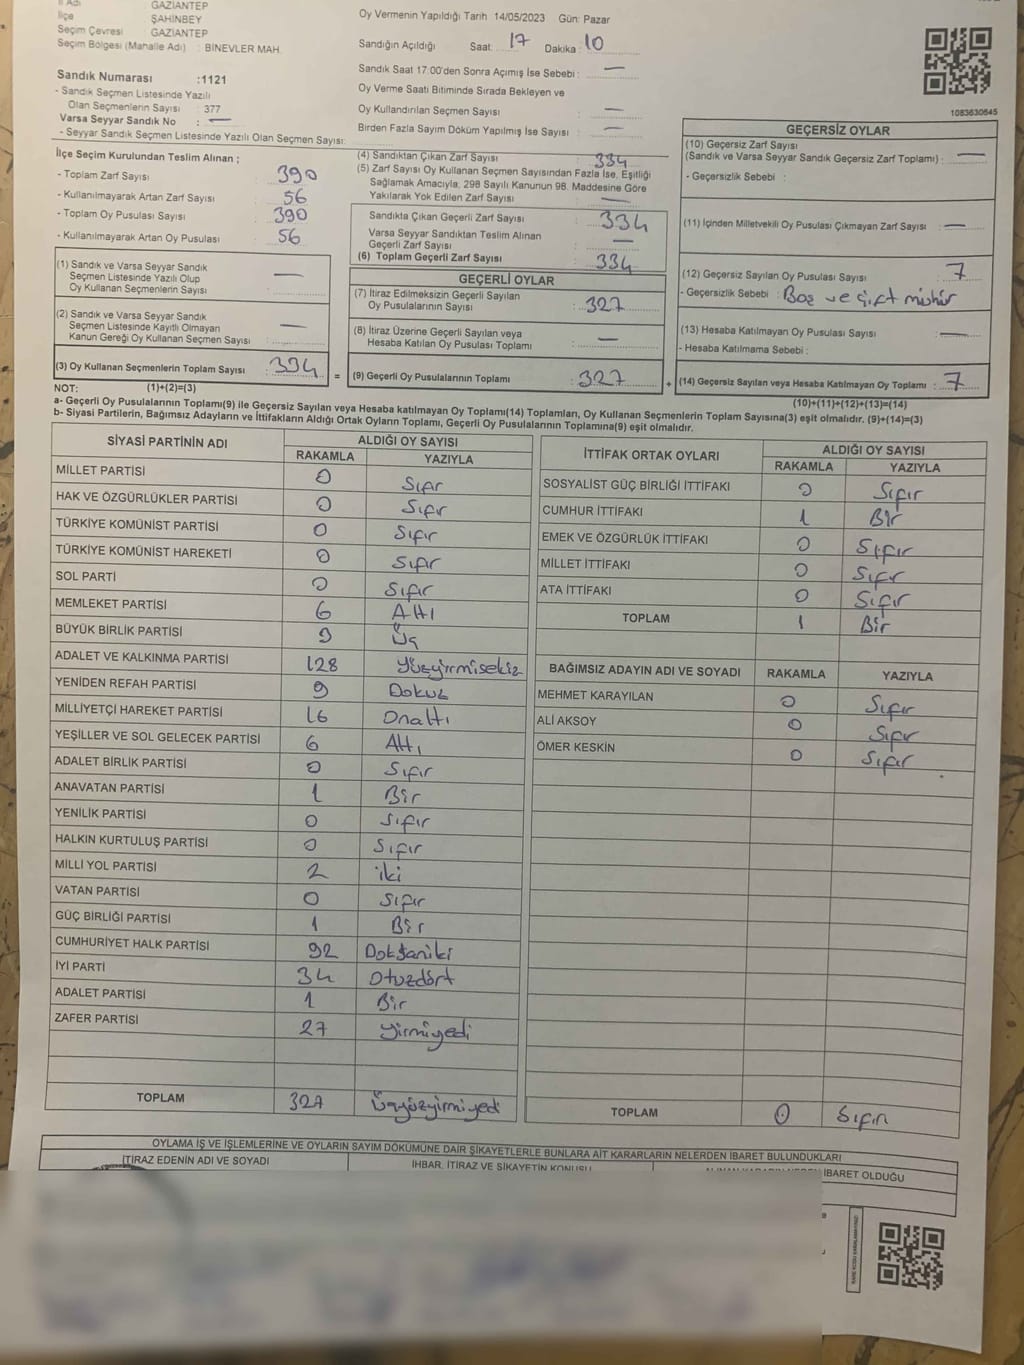 İl Adı GAZİANTEP
İlçe ŞAHİNBEY
Seçim Çevresi GAZİANTEP
Seçim Bölgesi (Mahalle Adı) : BİNEVLER MAH.
Sandık Numarası :1121
- Sandık Seçmen Listesinde Yazılı
Olan Seçmenlerin Sayısı : 377
Varsa Seyyar Sandık No : —
- Seyyar Sandık Seçmen Listesinde Yazılı Olan Seçmen Sayısı:
Oy Vermenin Yapıldığı Tarih 14/05/2023 Gün: Pazar
Sandığın Açıldığı Saat: 17 Dakika: 10
Sandık Saat 17:00'den Sonra Açımış İse Sebebi : —
Oy Verme Saati Bitiminde Sırada Bekleyen ve
Oy Kullandırılan Seçmen Sayısı : —
Birden Fazla Sayım Döküm Yapılmış İse Sayısı : —
1083630645
İlçe Seçim Kurulundan Teslim Alınan ;
- Toplam Zarf Sayısı : 390
- Kullanılmayarak Artan Zarf Sayısı : 56
- Toplam Oy Pusulası Sayısı : 390
- Kullanılmayarak Artan Oy Pusulası : 56
(1) Sandık ve Varsa Seyyar Sandık
Seçmen Listesinde Yazılı Olup
Oy Kullanan Seçmenlerin Sayısı : —
(2) Sandık ve Varsa Seyyar Sandık
Seçmen Listesinde Kayıtlı Olmayan
Kanun Gereği Oy Kullanan Seçmen Sayısı : —
(3) Oy Kullanan Seçmenlerin Toplam Sayısı : 334 =
(1)+(2)=(3)
(4) Sandıktan Çıkan Zarf Sayısı : 334
(5) Zarf Sayısı Oy Kullanan Seçmen Sayısından Fazla İse, Eşitliği
Sağlamak Amacıyla, 298 Sayılı Kanunun 98. Maddesine Göre
Yakılarak Yok Edilen Zarf Sayısı : —
Sandıkta Çıkan Geçerli Zarf Sayısı : 334
Varsa Seyyar Sandıktan Teslim Alınan
Geçerli Zarf Sayısı : —
(6) Toplam Geçerli Zarf Sayısı : 334
GEÇERLİ OYLAR
(7) İtiraz Edilmeksizin Geçerli Sayılan
Oy Pusulalarının Sayısı : 327
(8) İtiraz Üzerine Geçerli Sayılan veya
Hesaba Katılan Oy Pusulası Toplamı : —
(9) Geçerli Oy Pusulalarının Toplamı : 327 +
GEÇERSİZ OYLAR
(10) Geçersiz Zarf Sayısı
(Sandık ve Varsa Seyyar Sandık Geçersiz Zarf Toplamı) : —
- Geçersizlik Sebebi :
(11) İçinden Milletvekili Oy Pusulası Çıkmayan Zarf Sayısı : —
(12) Geçersiz Sayılan Oy Pusulası Sayısı : 7
- Geçersizlik Sebebi : Boş ve çift mühür
(13) Hesaba Katılmayan Oy Pusulası Sayısı : —
- Hesaba Katılmama Sebebi :
(14) Geçersiz Sayılan veya Hesaba Katılmayan Oy Toplamı : 7
(10)+(11)+(12)+(13)=(14)
NOT:
a- Geçerli Oy Pusulalarının Toplamı(9) ile Geçersiz Sayılan veya Hesaba katılmayan Oy Toplamı(14) Toplamları, Oy Kullanan Seçmenlerin Toplam Sayısına(3) eşit olmalıdır. (9)+(14)=(3)
b- Siyasi Partilerin, Bağımsız Adayların ve İttifakların Aldığı Ortak Oyların Toplamı, Geçerli Oy Pusulalarının Toplamına(9) eşit olmalıdır.
SİYASİ PARTİNİN ADI ALDIĞI OY SAYISI
RAKAMLA YAZIYLA
MİLLET PARTİSİ 0 Sıfır
HAK VE ÖZGÜRLÜKLER PARTİSİ 0 Sıfır
TÜRKİYE KOMÜNİST PARTİSİ 0 Sıfır
TÜRKİYE KOMÜNİST HAREKETİ 0 Sıfır
SOL PARTİ 0 Sıfır
MEMLEKET PARTİSİ 6 Altı
BÜYÜK BİRLİK PARTİSİ 3 Üç
ADALET VE KALKINMA PARTİSİ 128 Yüzyirmisekiz
YENİDEN REFAH PARTİSİ 9 Dokuz
MİLLİYETÇİ HAREKET PARTİSİ 16 Onaltı
YEŞİLLER VE SOL GELECEK PARTİSİ 6 Altı
ADALET BİRLİK PARTİSİ 0 Sıfır
ANAVATAN PARTİSİ 1 Bir
YENİLİK PARTİSİ 0 Sıfır
HALKIN KURTULUŞ PARTİSİ 0 Sıfır
MİLLİ YOL PARTİSİ 2 iki
VATAN PARTİSİ 0 Sıfır
GÜÇ BİRLİĞİ PARTİSİ 1 Bir
CUMHURİYET HALK PARTİSİ 92 Doksaniki
İYİ PARTİ 34 Otuzdört
ADALET PARTİSİ 1 Bir
ZAFER PARTİSİ 27 yirmiyedi
TOPLAM 327 Üçyüzyirmiyedi
İTTİFAK ORTAK OYLARI ALDIĞI OY SAYISI
RAKAMLA YAZIYLA
SOSYALİST GÜÇ BİRLİĞİ İTTİFAKI 0 Sıfır
CUMHUR İTTİFAKI 1 Bir
EMEK VE ÖZGÜRLÜK İTTİFAKI 0 Sıfır
MİLLET İTTİFAKI 0 Sıfır
ATA İTTİFAKI 0 Sıfır
TOPLAM 1 Bir
BAĞIMSIZ ADAYIN ADI VE SOYADI RAKAMLA YAZIYLA
MEHMET KARAYILAN 0 Sıfır
ALİ AKSOY 0 Sıfır
ÖMER KESKİN 0 Sıfır
TOPLAM 0 Sıfır
OYLAMA İŞ VE İŞLEMLERİNE VE OYLARIN SAYIM DÖKÜMÜNE DAİR ŞİKAYETLERLE BUNLARA AİT KARARLARIN NELERDEN İBARET BULUNDUKLARI
İTİRAZ EDENİN ADI VE SOYADI İHBAR, İTİRAZ VE ŞİKAYETİN KONUSU İBARET OLDUĞU